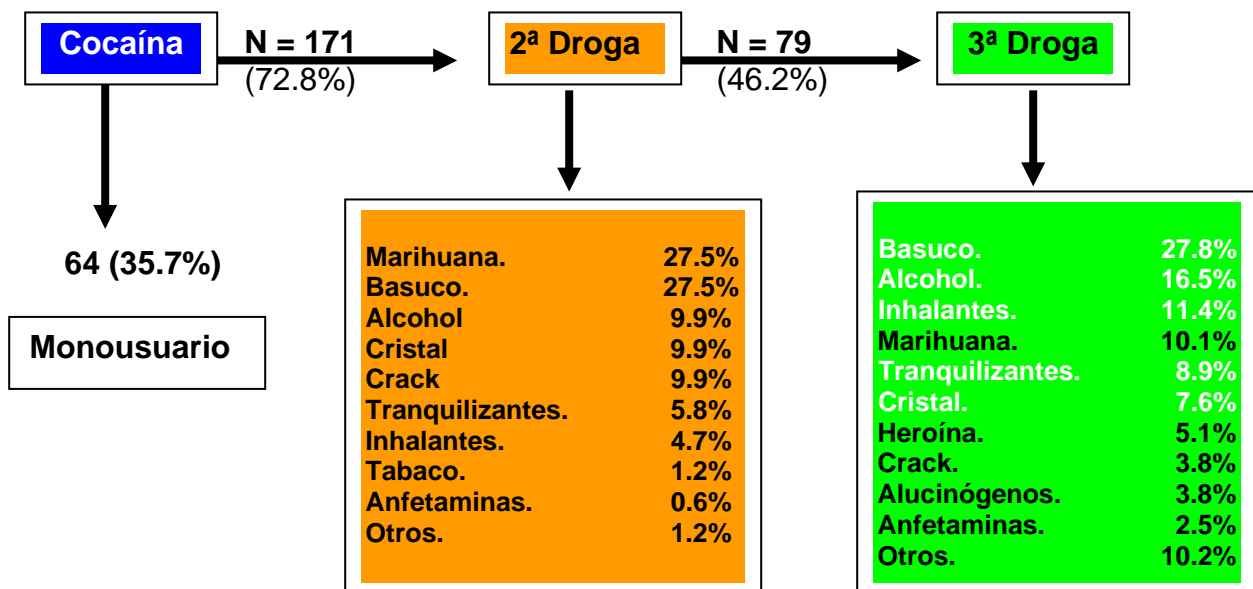 Cocaína
N = 171
(72.8%)
2ª Droga
N = 79
(46.2%)
3ª Droga
64 (35.7%)
Monousuario
Marihuana. 27.5%
Basuco. 27.5%
Alcohol 9.9%
Cristal 9.9%
Crack 9.9%
Tranquilizantes. 5.8%
Inhalantes. 4.7%
Tabaco. 1.2%
Anfetaminas. 0.6%
Otros. 1.2%
Basuco. 27.8%
Alcohol. 16.5%
Inhalantes. 11.4%
Marihuana. 10.1%
Tranquilizantes. 8.9%
Cristal. 7.6%
Heroína. 5.1%
Crack. 3.8%
Alucinógenos. 3.8%
Anfetaminas. 2.5%
Otros. 10.2%